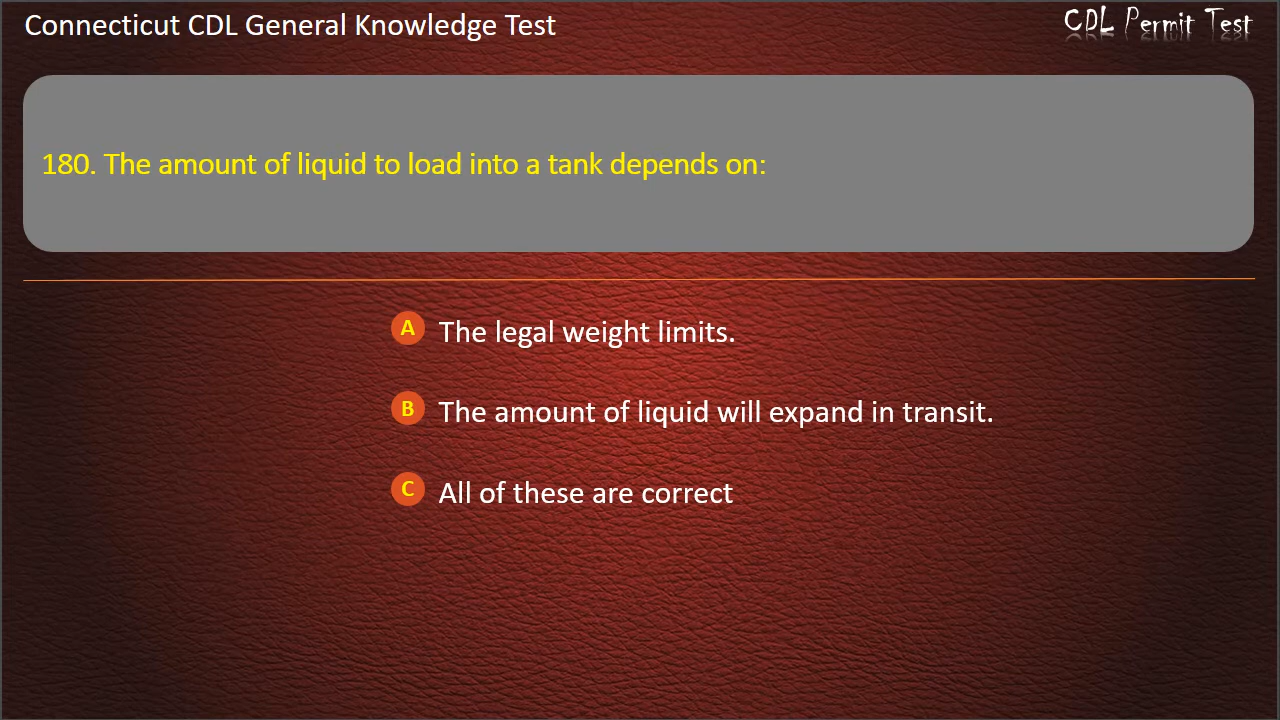 Connecticut CDL General Knowledge Test
CDL Permit Test
180. The amount of liquid to load into a tank depends on:
A The legal weight limits.
B The amount of liquid will expand in transit.
C All of these are correct